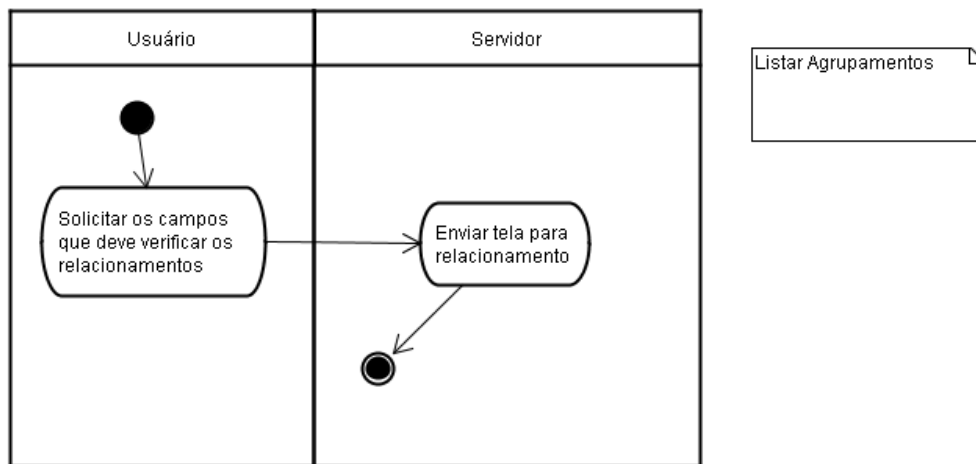 Usuário
Servidor
Listar Agrupamentos
Solicitar os campos
que deve verificar os
relacionamentos
Enviar tela para
relacionamento